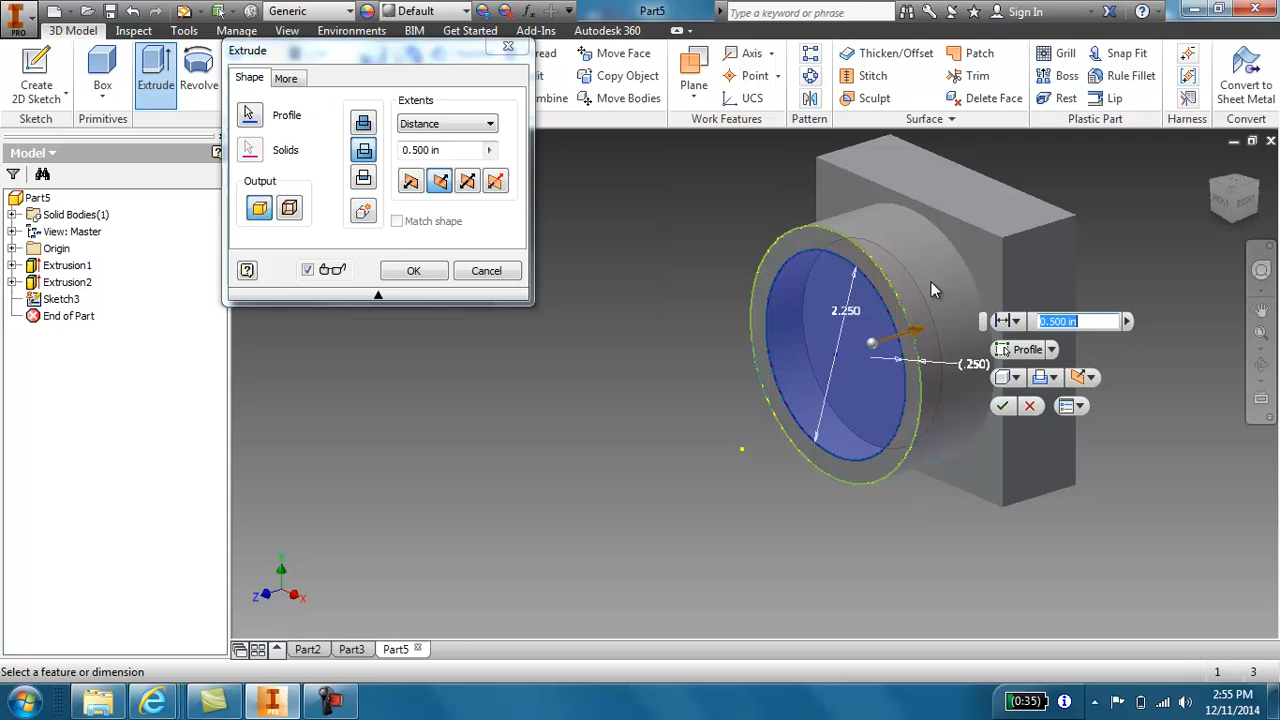 Generic
Default
Part5
Type a keyword or phrase
Sign In
PRO
3D Model
Inspect
Tools
Manage
View
Environments
BIM
Get Started
Add-Ins
Autodesk 360
Create
2D Sketch
Box
Extrude
Revolve
Move Face
Copy Object
Move Bodies
Axis
Point
Plane
UCS
Thicken/Offset
Patch
Stitch
Trim
Sculpt
Delete Face
Grill
Snap Fit
Boss
Rule Fillet
Rest
Lip
Convert to
Sheet Metal
Sketch
Primitives
Work Features
Pattern
Surface
Plastic Part
Harness
Convert
Model
Part5
Solid Bodies(1)
View: Master
Origin
Extrusion1
Extrusion2
Sketch3
End of Part
Extrude
Shape
More
Profile
Solids
Output
Extents
Distance
0.500 in
Match shape
OK
Cancel
2.250
(.250)
0.500 in
Profile
Z
Y
X
Part2
Part3
Part5
Select a feature or dimension
1
3
(0:35)
2:55 PM
12/11/2014